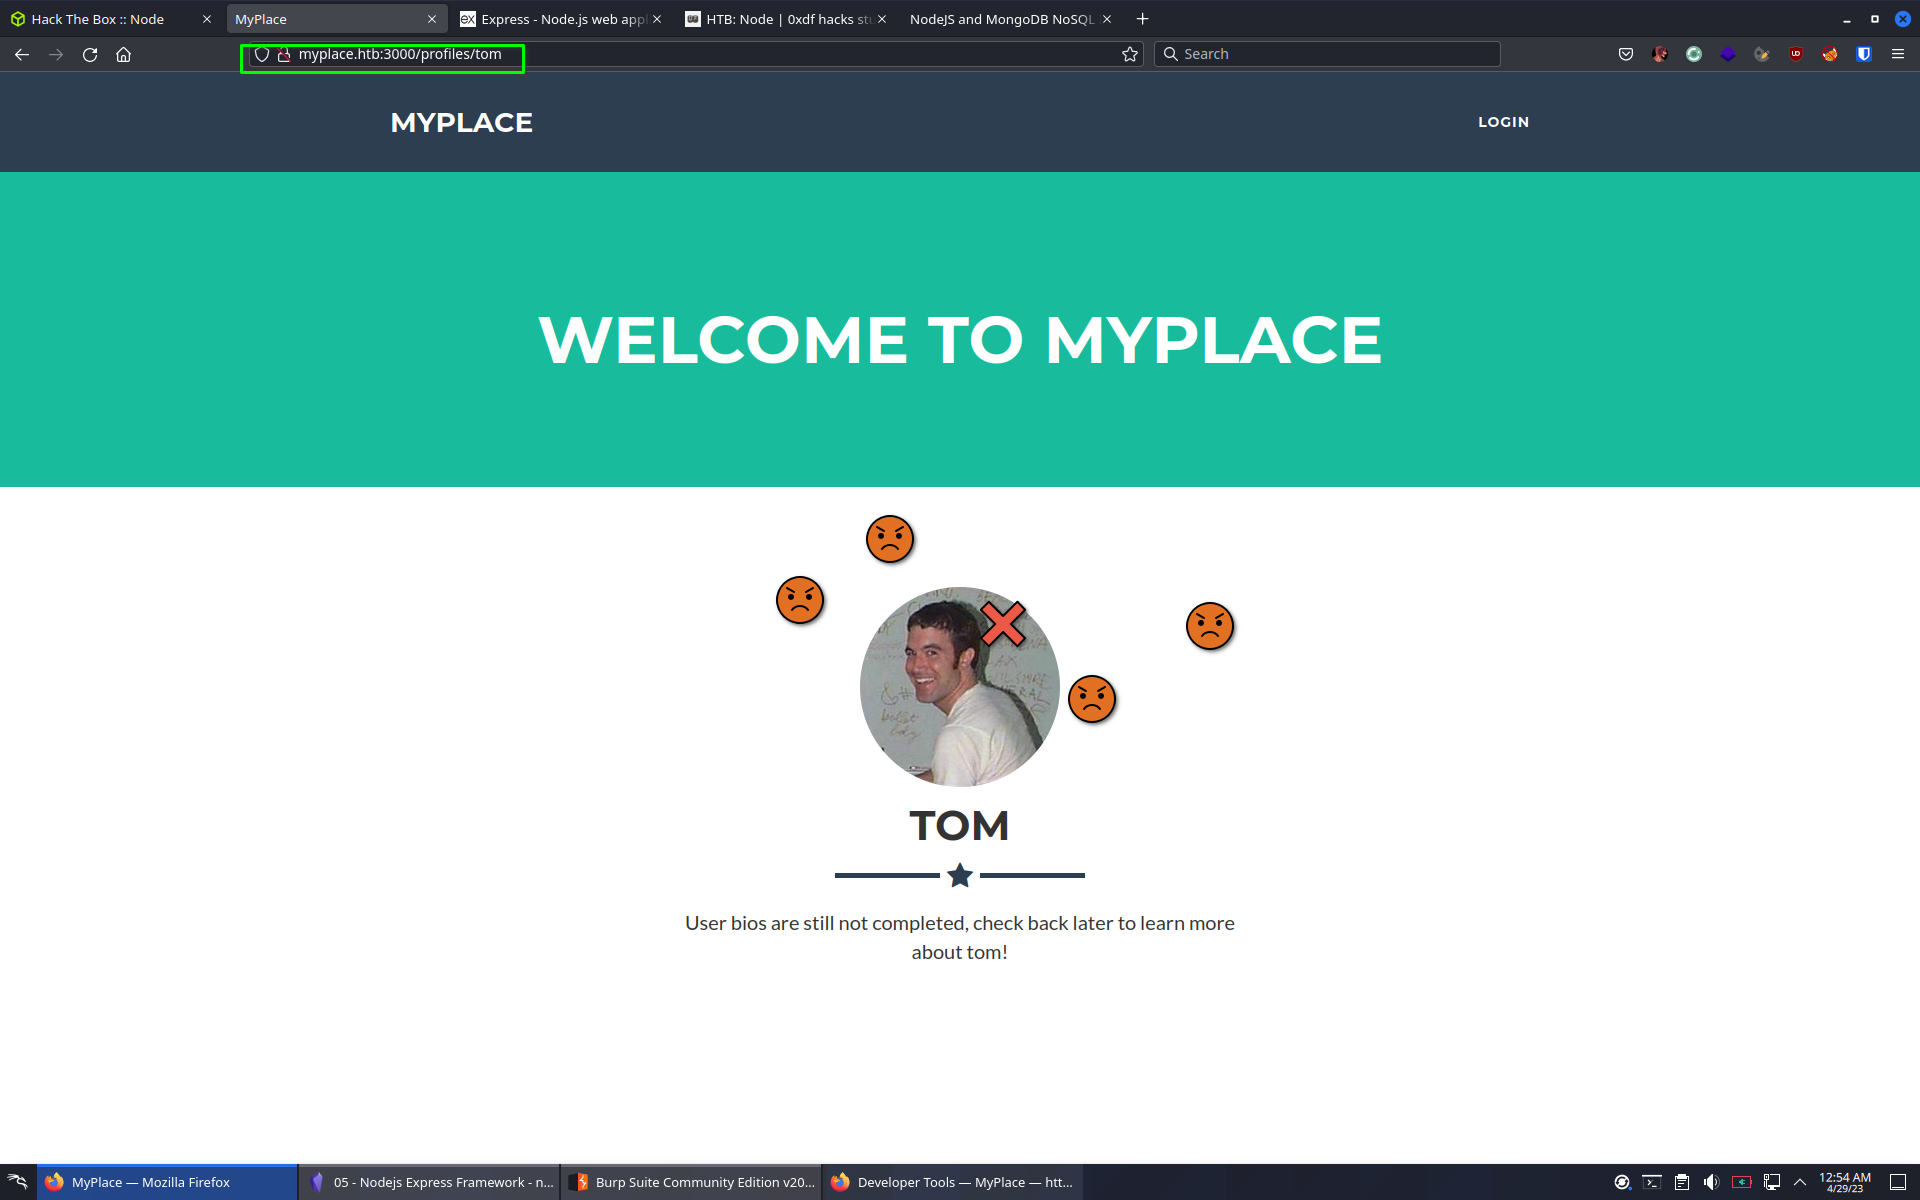 Hack The Box :: Node
MyPlace
Express - Node.js web appl
HTB: Node | 0xdf hacks stu
NodeJS and MongoDB NoSQL
myplace.htb:3000/profiles/tom
Search
MYPLACE
LOGIN
WELCOME TO MYPLACE
TOM
User bios are still not completed, check back later to learn more
about tom!
MyPlace — Mozilla Firefox
05 - Nodejs Express Framework - n...
Burp Suite Community Edition v20...
Developer Tools — MyPlace — htt...
12:54 AM
4/29/23